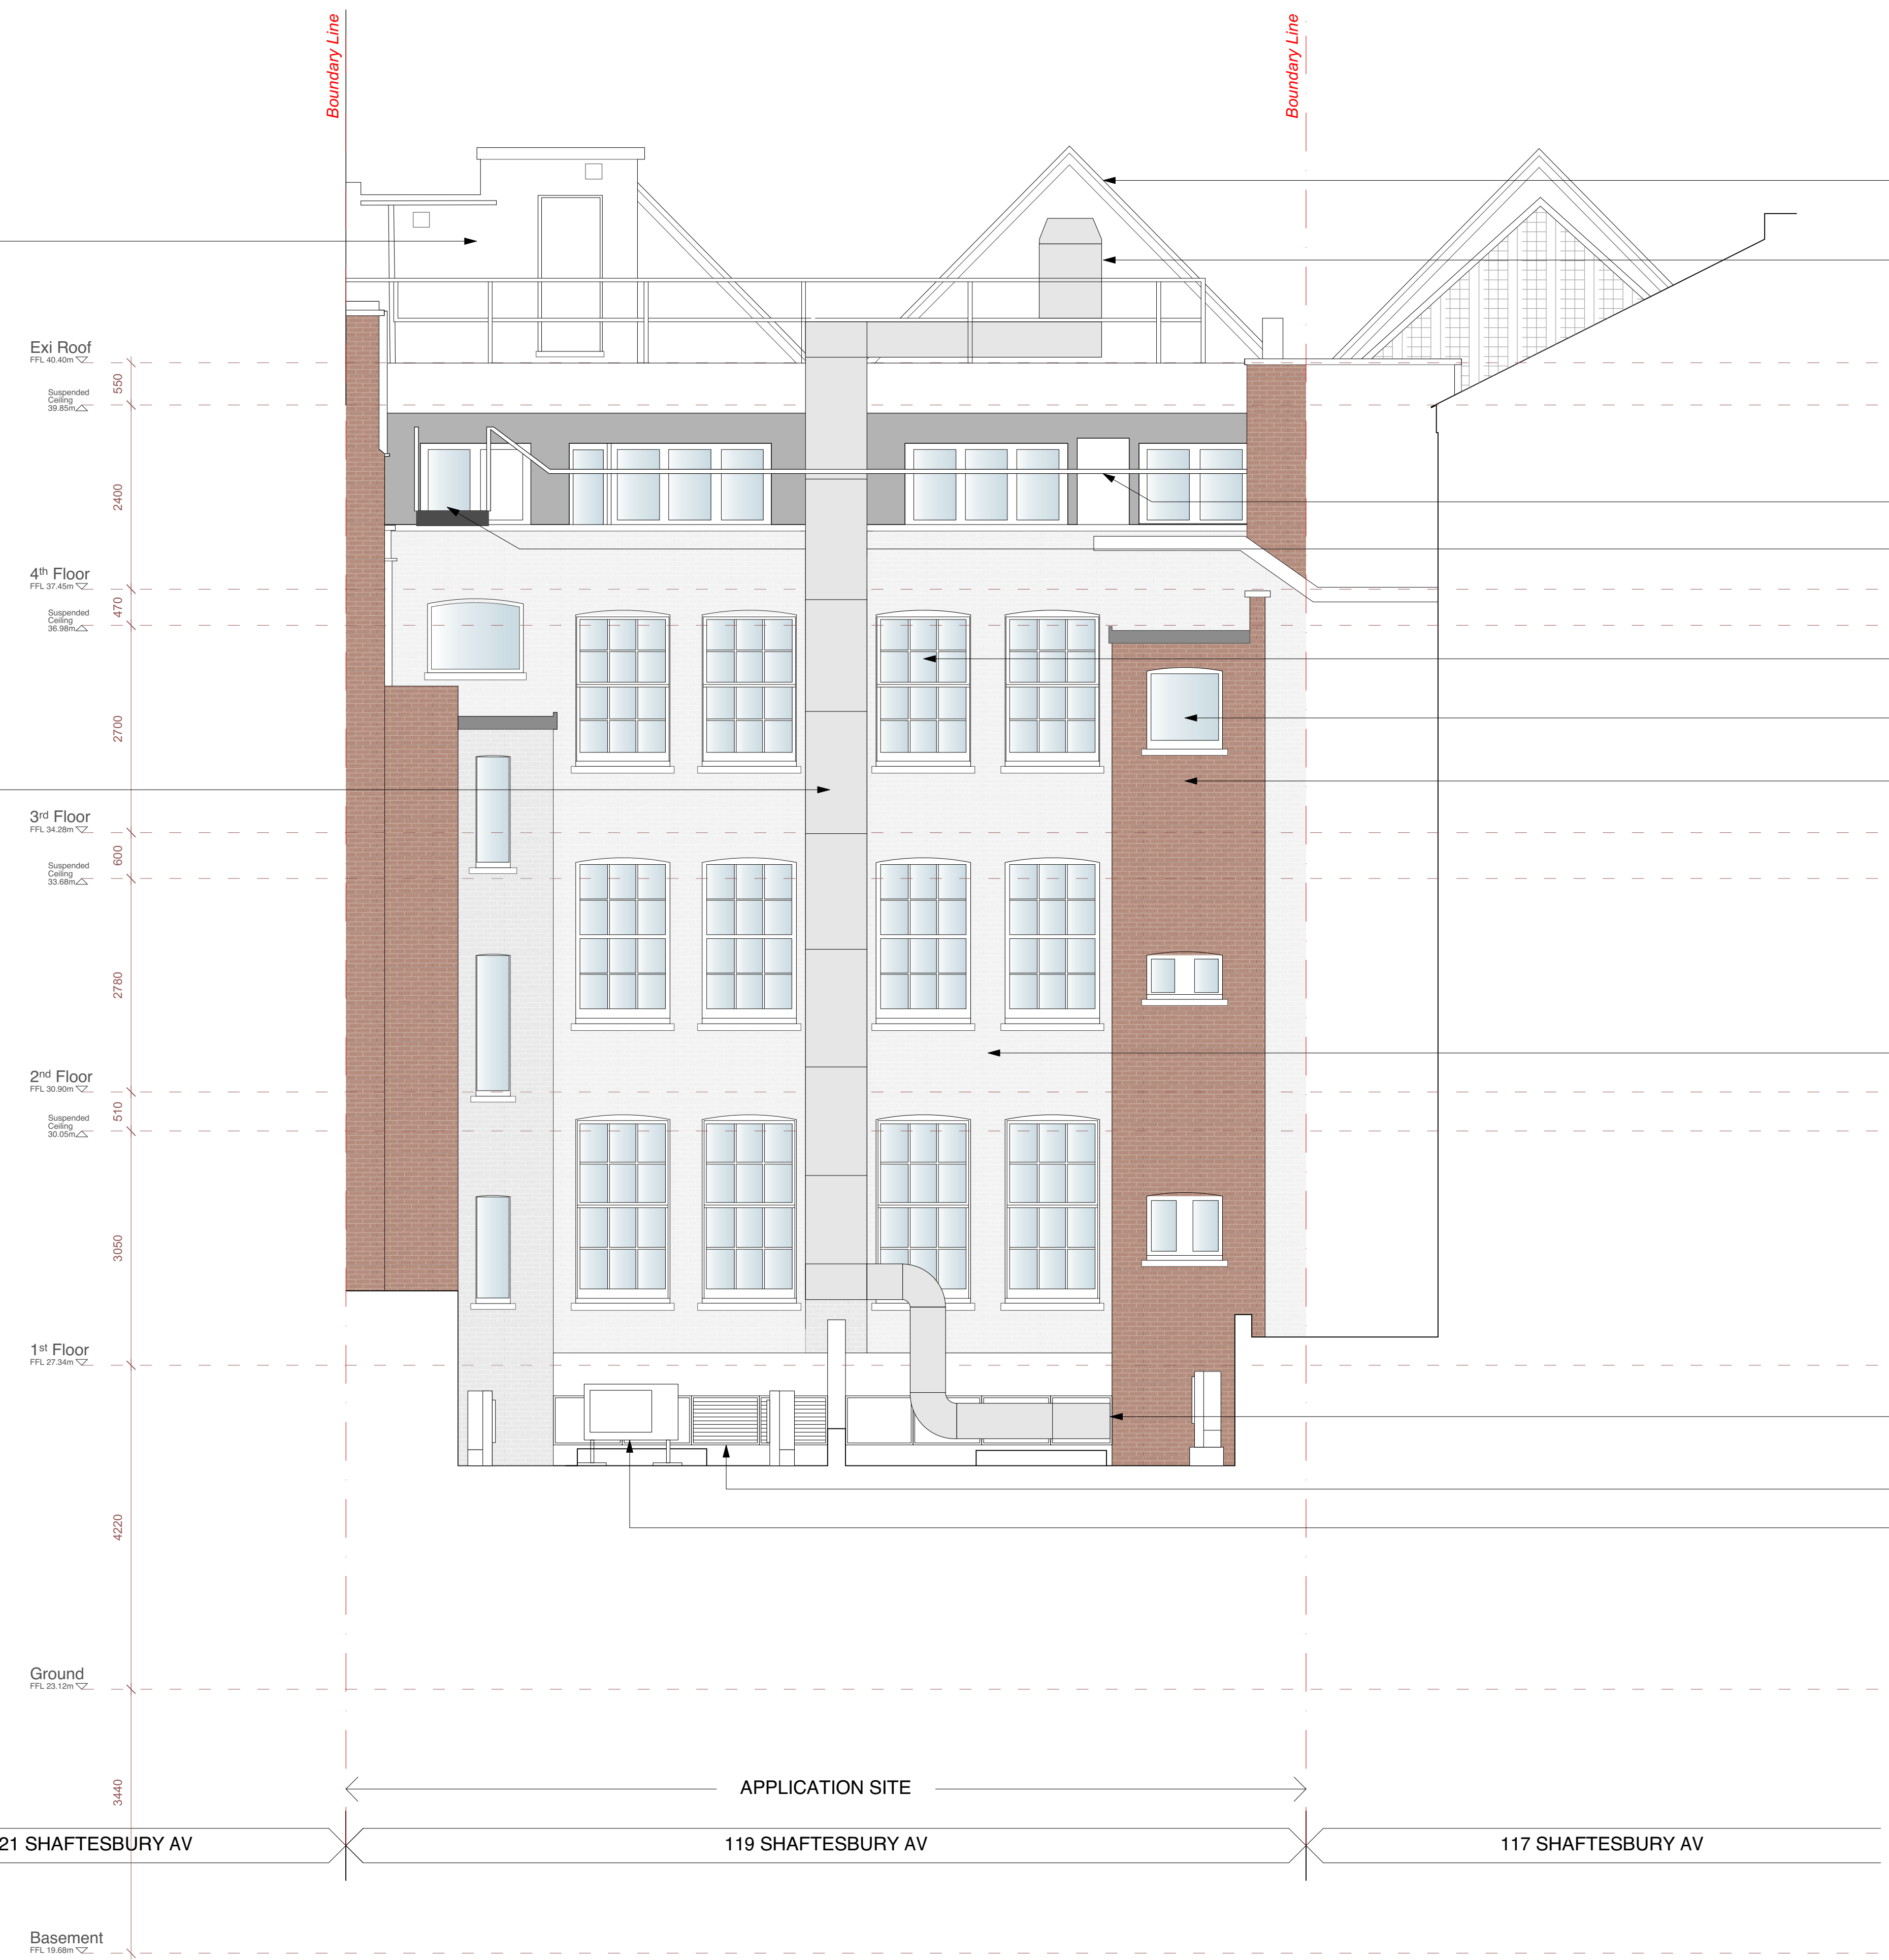 Boundary Line
Boundary Line
Exi Roof
FFL 40.40m
550
Suspended
Ceiling
39.85m
2400
4th Floor
FFL 37.45m
470
Suspended
Ceiling
36.98m
2700
3rd Floor
FFL 34.28m
600
Suspended
Ceiling
33.68m
2780
2nd Floor
FFL 30.90m
510
Suspended
Ceiling
30.05m
3050
1st Floor
FFL 27.34m
4220
Ground
FFL 23.12m
3440
APPLICATION SITE
21 SHAFTESBURY AV
119 SHAFTESBURY AV
117 SHAFTESBURY AV
Basement
FFL 19.68m